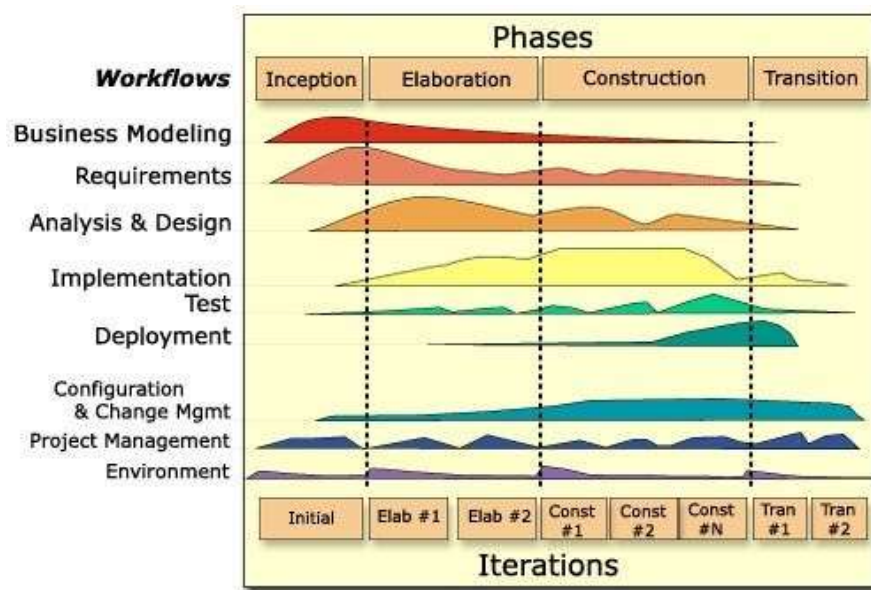 Phases
Workflows Inception Elaboration Construction Transition
Business Modeling
Requirements
Analysis & Design
Implementation
Test
Deployment
Configuration
& Change Mgmt
Project Management
Environment
Initial Elab #1 Elab #2 Const #1 Const #2 Const #N Tran #1 Tran #2
Iterations